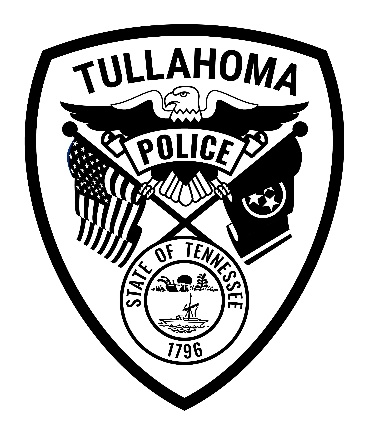 TULLAHOMA
POLICE
STATE OF TENNESSEE
1796